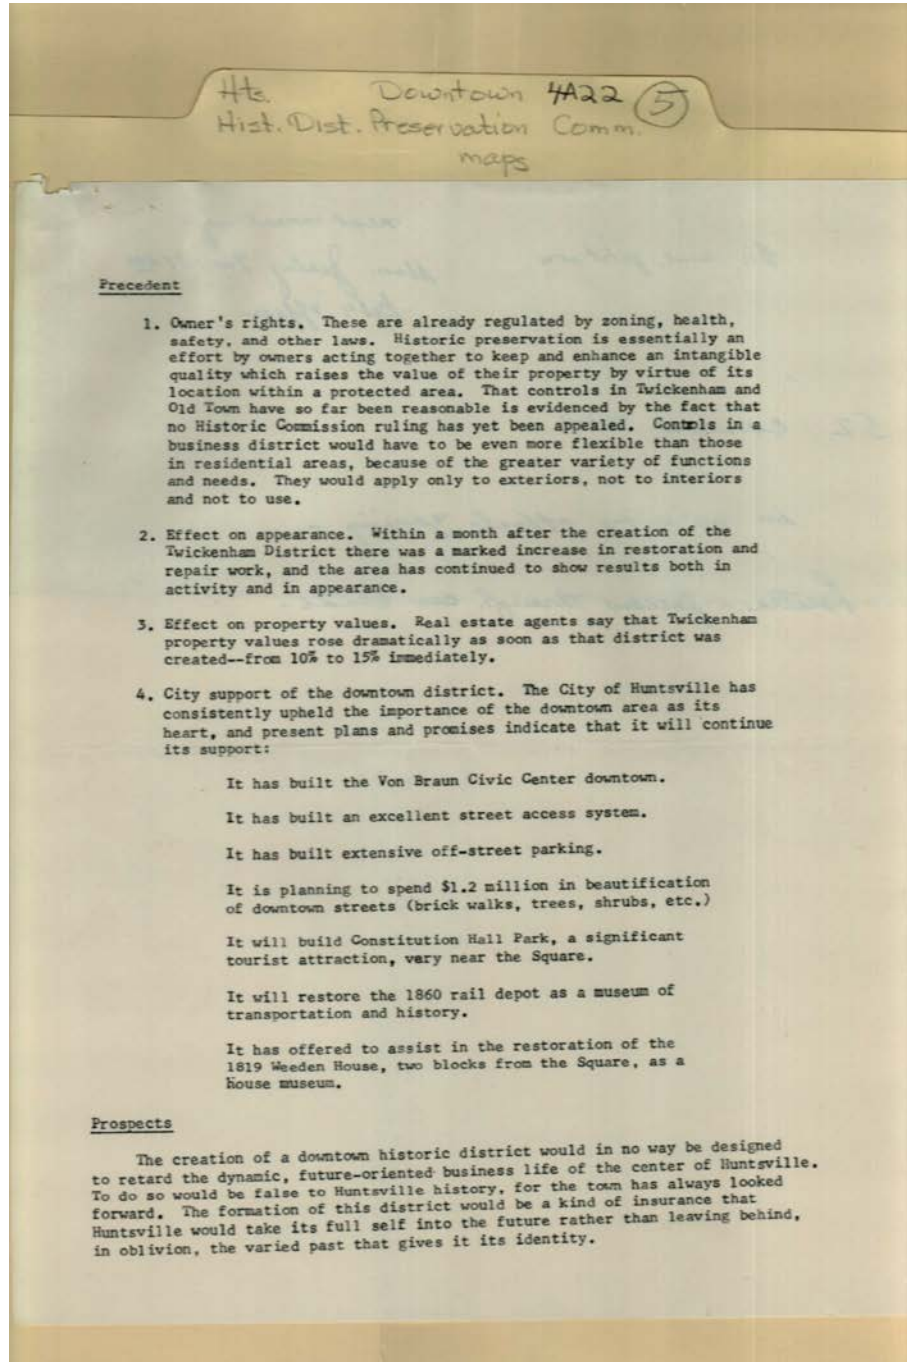 Hts. Downtown 4A22 5
Hist. Dist. Preservation Comm.
maps
Precedent
1. Owner's rights. These are already regulated by zoning, health,
safety, and other laws. Historic preservation is essentially an
effort by owners acting together to keep and enhance an intangible
quality which raises the value of their property by virtue of its
location within a protected area. That controls in Twickenham and
Old Town have so far been reasonable is evidenced by the fact that
no Historic Commission ruling has yet been appealed. Controls in a
business district would have to be even more flexible than those
in residential areas, because of the greater variety of functions
and needs. They would apply only to exteriors, not to interiors
and not to use.
2. Effect on appearance. Within a month after the creation of the
Twickenham District there was a marked increase in restoration and
repair work, and the area has continued to show results both in
activity and in appearance.
3. Effect on property values. Real estate agents say that Twickenham
property values rose dramatically as soon as that district was
created--from 10% to 15% immediately.
4. City support of the downtown district. The City of Huntsville has
consistently upheld the importance of the downtown area as its
heart, and present plans and promises indicate that it will continue
its support:
It has built the Von Braun Civic Center downtown.
It has built an excellent street access system.
It has built extensive off-street parking.
It is planning to spend $1.2 million in beautification
of downtown streets (brick walks, trees, shrubs, etc.)
It will build Constitution Hall Park, a significant
tourist attraction, very near the Square.
It will restore the 1860 rail depot as a museum of
transportation and history.
It has offered to assist in the restoration of the
1819 Weeden House, two blocks from the Square, as a
house museum.
Prospects
The creation of a downtown historic district would in no way be designed
to retard the dynamic, future-oriented business life of the center of Huntsville.
To do so would be false to Huntsville history, for the town has always looked
forward. The formation of this district would be a kind of insurance that
Huntsville would take its full self into the future rather than leaving behind,
in oblivion, the varied past that gives it its identity.